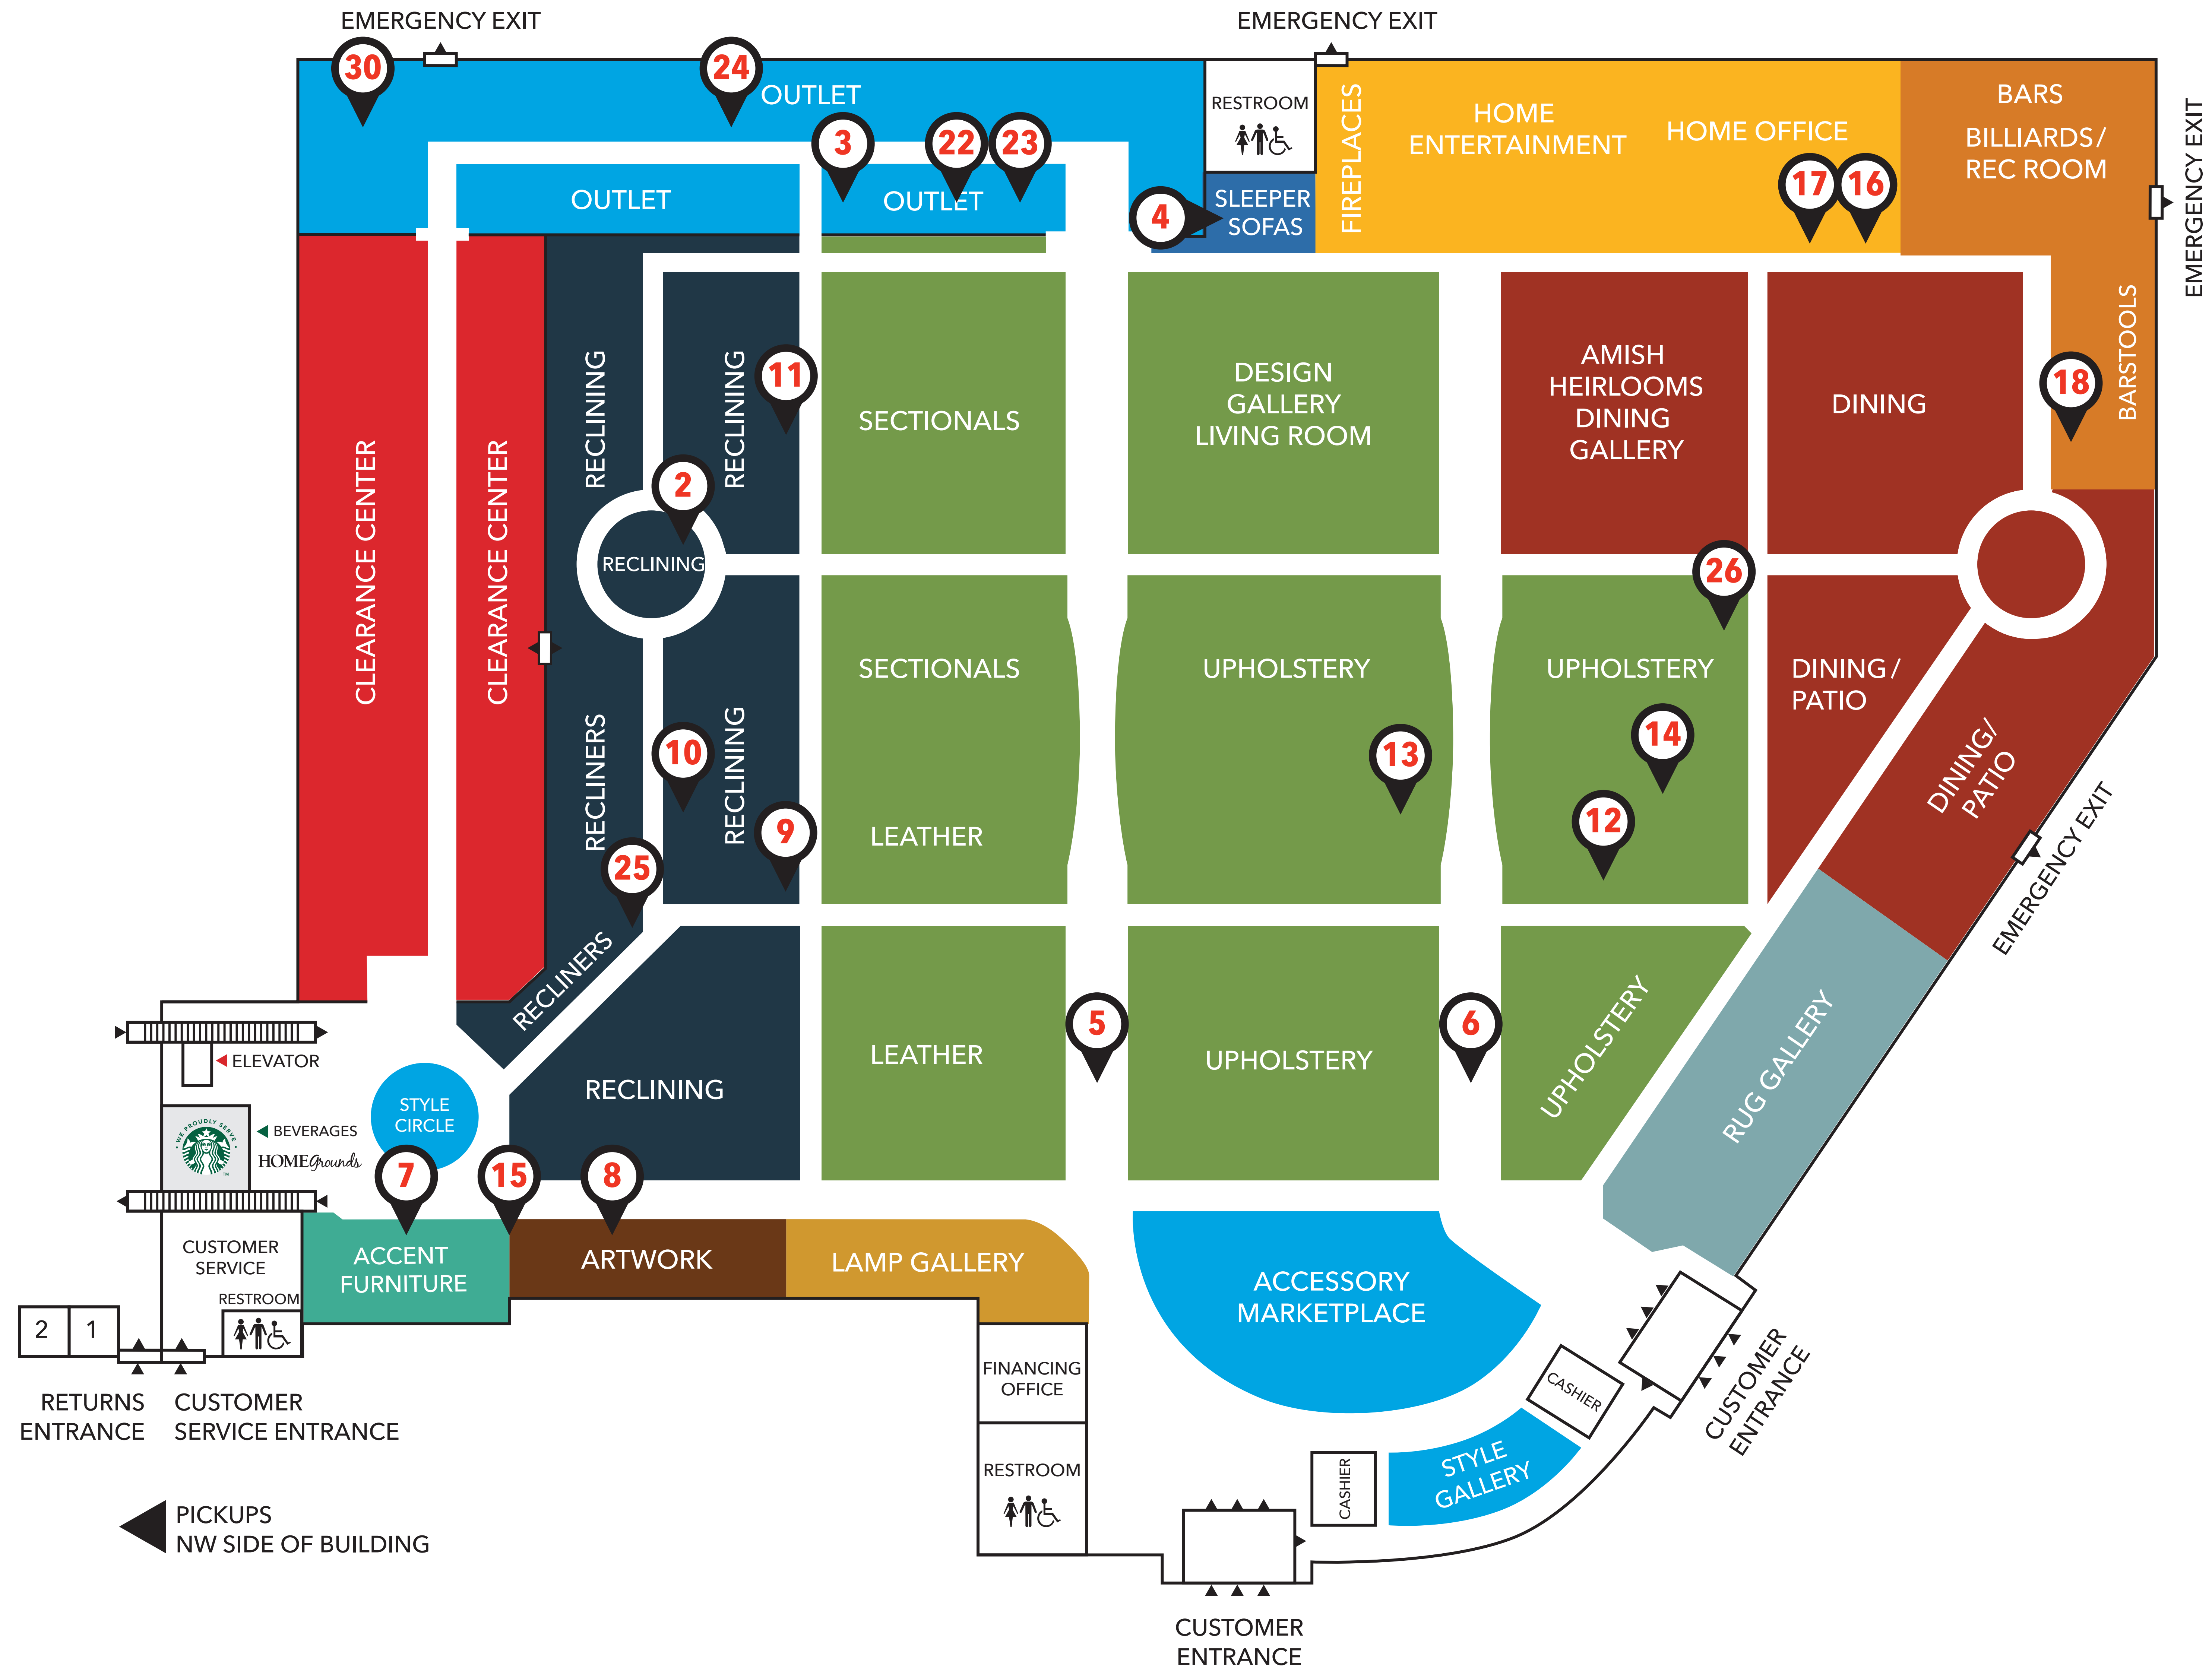 EMERGENCY EXIT
EMERGENCY EXIT
30
24
OUTLET
3
22
23
OUTLET
OUTLET
RESTROOM
4
SLEEPER
SOFAS
FIREPLACES
HOME
ENTERTAINMENT
HOME OFFICE
17
16
BARS
BILLIARDS/
REC ROOM
EMERGENCY EXIT
BARSTOOLS
18
CLEARANCE CENTER
CLEARANCE CENTER
RECLINING
RECLINING
11
2
RECLINING
SECTIONALS
DESIGN
GALLERY
LIVING ROOM
AMISH
HEIRLOOMS
DINING
GALLERY
DINING
26
RECLINERS
10
RECLINING
9
25
RECLINERS
SECTIONALS
LEATHER
UPHOLSTERY
13
UPHOLSTERY
14
12
DINING/
PATIO
DINING/
PATIO
EMERGENCY EXIT
RECLINING
LEATHER
5
UPHOLSTERY
6
UPHOLSTERY
RUG GALLERY
ELEVATOR
WE PROUDLY SERVE
TM
BEVERAGES
HOMEGrounds
STYLE
CIRCLE
7
15
8
CUSTOMER
SERVICE
RESTROOM
ACCENT
FURNITURE
ARTWORK
LAMP GALLERY
ACCESSORY
MARKETPLACE
2
1
RETURNS
ENTRANCE
CUSTOMER
SERVICE ENTRANCE
FINANCING
OFFICE
RESTROOM
CASHIER
CASHIER
STYLE
GALLERY
CUSTOMER
ENTRANCE
PICKUPS
NW SIDE OF BUILDING
CUSTOMER
ENTRANCE